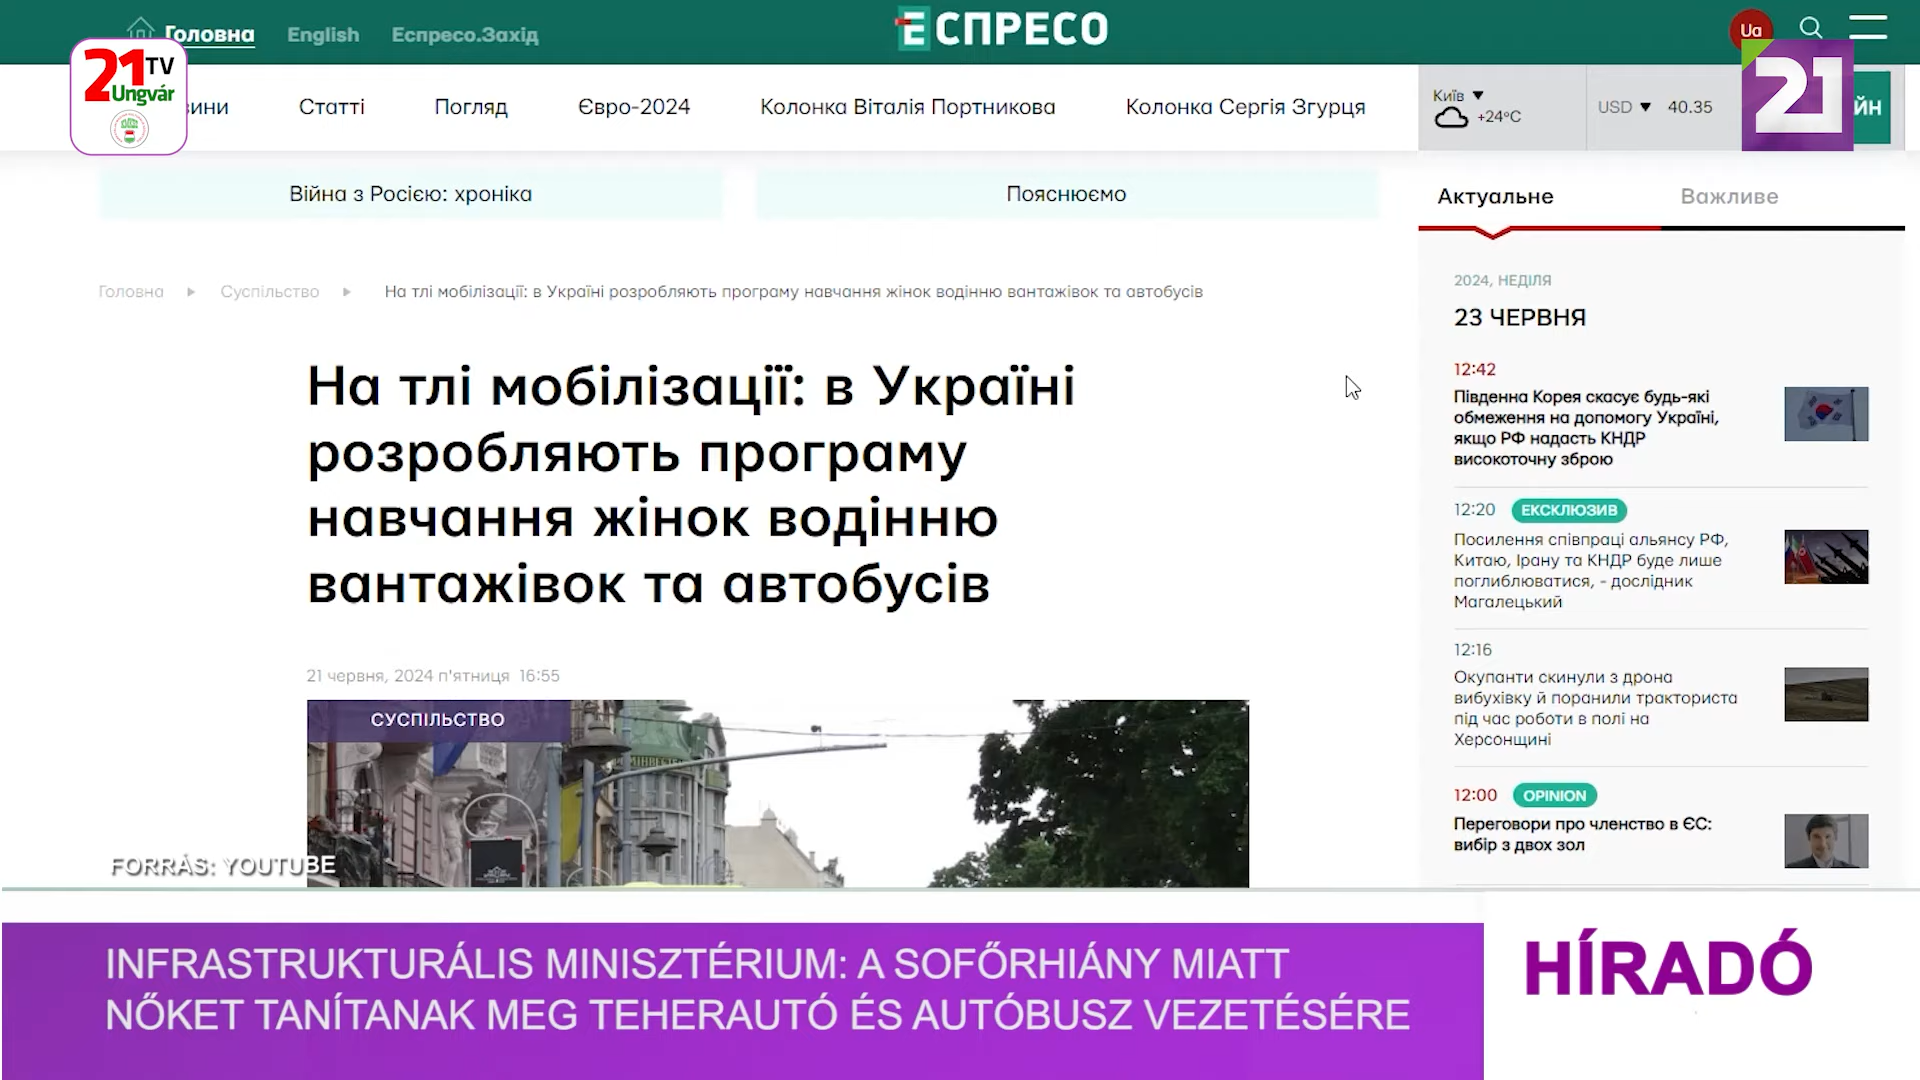 Головна English Еспресо.Захід
ЕСПРЕСО
Ua
21 TV
Ungvár
Статті Погляд Євро-2024 Колонка Віталія Портникова Колонка Сергія Згурця
Київ
+24°C
USD 40.35
21
Війна з Росією: хроніка Пояснюємо
Головна Суспільство На тлі мобілізації: в Україні розробляють програму навчання жінок водінню вантажівок та автобусів
На тлі мобілізації: в Україні
розробляють програму
навчання жінок водінню
вантажівок та автобусів
21 червня, 2024 п'ятниця 16:55
СУСПІЛЬСТВО
Актуальне Важливе
2024, НЕДІЛЯ
23 ЧЕРВНЯ
12:42
Південна Корея скасує будь-які
обмеження на допомогу Україні,
якщо РФ надасть КНДР
високоточну зброю
12:20 ЕКСКЛЮЗИВ
Посилення співпраці альянсу РФ,
Китаю, Ірану та КНДР буде лише
поглиблюватися, - дослідник
Магалецький
12:16
Окупанти скинули з дрона
вибухівку й поранили тракториста
під час роботи в полі на
Херсонщині
12:00 OPINION
Переговори про членство в ЄС:
вибір з двох зол
FORRÁS: YOUTUBE
INFRASTRUKTURÁLIS MINISZTÉRIUM: A SOFŐRHIÁNY MIATT
NŐKET TANÍTANAK MEG TEHERAUTÓ ÉS AUTÓBUSZ VEZETÉSÉRE
HÍRADÓ